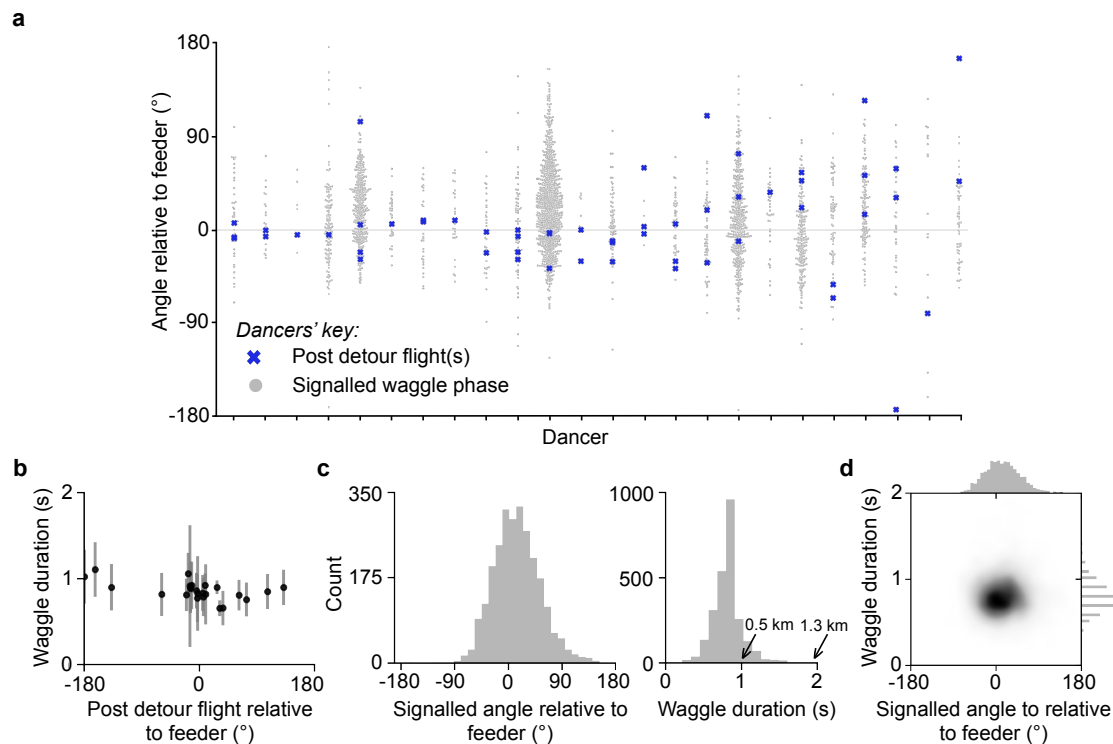 a
180
90
0
-90
-180
Angle relative to feeder (°)
Dancers' key:
Post detour flight(s)
Signalled waggle phase
Dancer
b
2
1
0
Waggle duration (s)
-180
0
180
Post detour flight relative
to feeder (°)
c
350
175
0
Count
-180
-90
0
90
180
Signalled angle relative to
feeder (°)
1000
500
0
0.5 km
1.3 km
0
1
2
Waggle duration (s)
d
2
1
0
Waggle duration (s)
-180
0
180
Signalled angle to relative
to feeder (°)